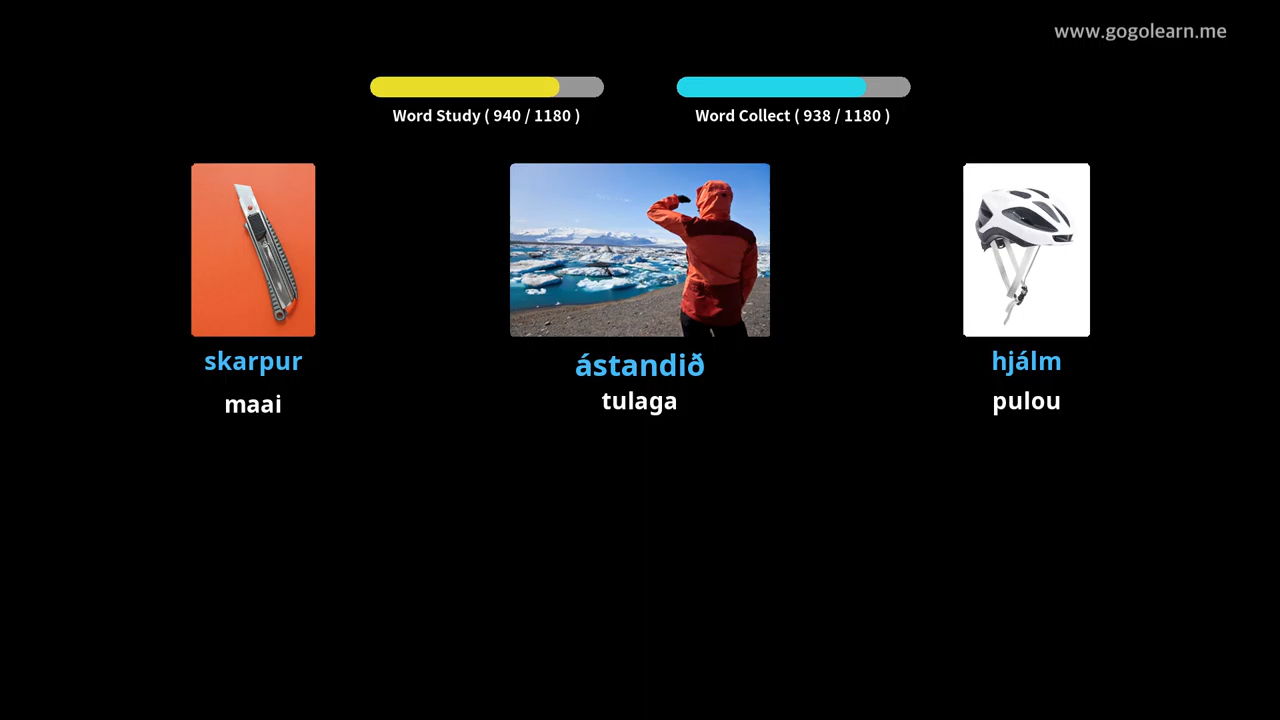 www.gogolearn.me
Word Study ( 940 / 1180 )
Word Collect ( 938 / 1180 )
skarpur
maai
ástandið
tulaga
hjálm
pulou